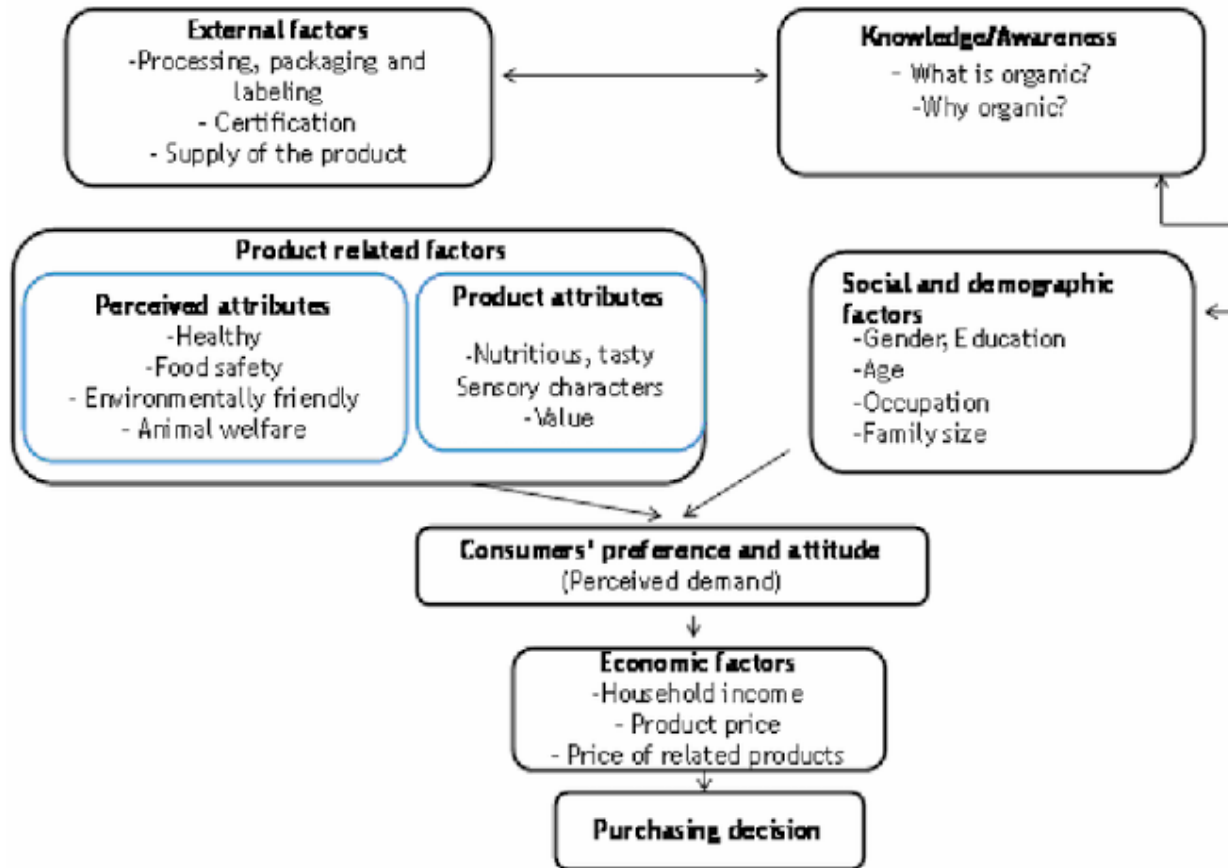 External factors
-Processing, packaging and
labeling
- Certification
- Supply of the product
Knowledge/Awareness
- What is organic?
-Why organic?
Product related factors
Perceived attributes
-Healthy
-Food safety
- Environmentally friendly
- Animal welfare
Product attributes
-Nutritious, tasty
Sensory characters
-Value
Social and demographic
factors
-Gender, Education
-Age
-Occupation
-Family size
Consumers' preference and attitude
(Perceived demand)
Economic factors
-Household income
- Product price
- Price of related products
Purchasing decision